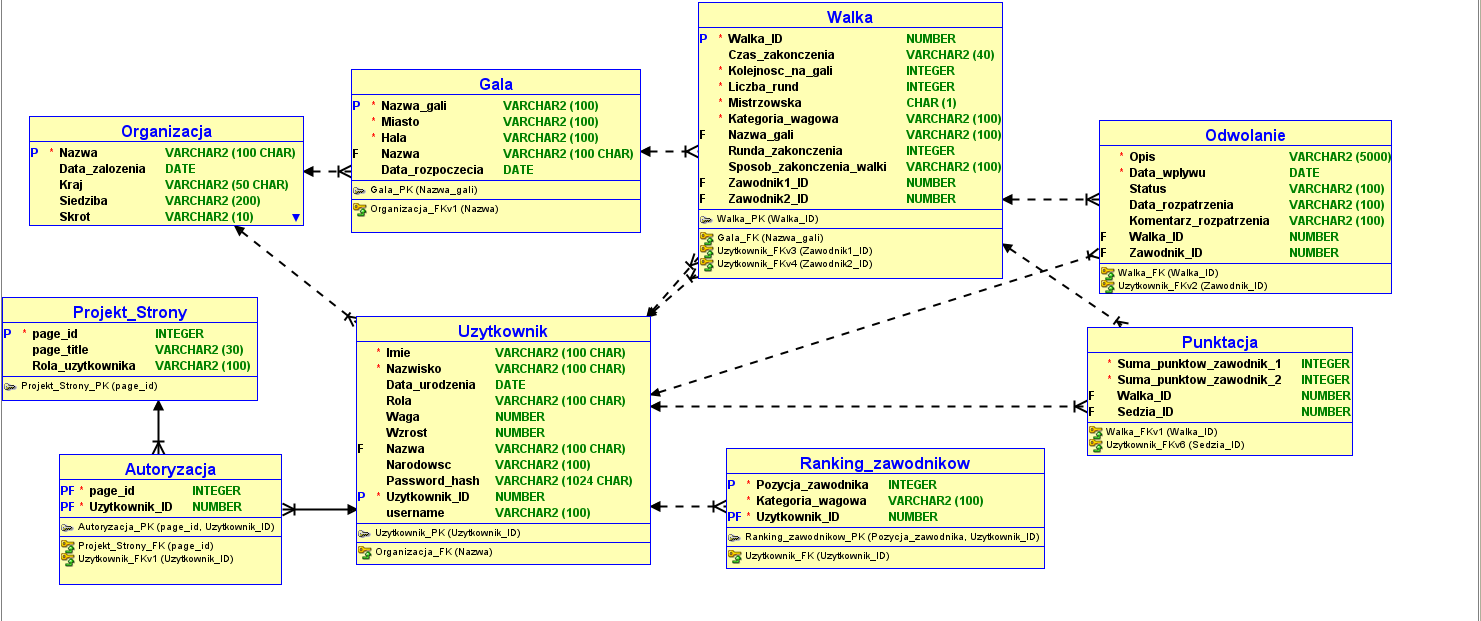 Organizacja
P * Nazwa VARCHAR2 (100 CHAR)
Data_zalozenia DATE
Kraj VARCHAR2 (50 CHAR)
Siedziba VARCHAR2 (200)
Skrot VARCHAR2 (10)
Gala
P * Nazwa_gali VARCHAR2 (100)
* Miasto VARCHAR2 (100)
* Hala VARCHAR2 (100)
F Nazwa VARCHAR2 (100 CHAR)
Data_rozpoczecia DATE
Gala_PK (Nazwa_gali)
Organizacja_FKv1 (Nazwa)
Walka
P * Walka_ID NUMBER
Czas_zakonczenia VARCHAR2 (40)
* Kolejnosc_na_gali INTEGER
* Liczba_rund INTEGER
* Mistrzowska CHAR (1)
* Kategoria_wagowa VARCHAR2 (100)
F Nazwa_gali VARCHAR2 (100)
Runda_zakonczenia INTEGER
Sposob_zakonczenia_walki VARCHAR2 (100)
F Zawodnik1_ID NUMBER
F Zawodnik2_ID NUMBER
Walka_PK (Walka_ID)
Gala_FK (Nazwa_gali)
Uzytkownik_FKv3 (Zawodnik1_ID)
Uzytkownik_FKv4 (Zawodnik2_ID)
Odwolanie
* Opis VARCHAR2 (5000)
* Data_wplywu DATE
Status VARCHAR2 (100)
Data_rozpatrzenia VARCHAR2 (100)
Komentarz_rozpatrzenia VARCHAR2 (100)
F Walka_ID NUMBER
F Zawodnik_ID NUMBER
Walka_FK (Walka_ID)
Uzytkownik_FKv2 (Zawodnik_ID)
Projekt_Strony
P * page_id INTEGER
page_title VARCHAR2 (30)
Rola_uzytkownika VARCHAR2 (100)
Projekt_Strony_PK (page_id)
Uzytkownik
* Imie VARCHAR2 (100 CHAR)
* Nazwisko VARCHAR2 (100 CHAR)
Data_urodzenia DATE
Rola VARCHAR2 (100 CHAR)
Waga NUMBER
Wzrost NUMBER
F Nazwa VARCHAR2 (100 CHAR)
Narodowsc VARCHAR2 (100)
Password_hash VARCHAR2 (1024 CHAR)
P * Uzytkownik_ID NUMBER
username VARCHAR2 (100)
Uzytkownik_PK (Uzytkownik_ID)
Organizacja_FK (Nazwa)
Punktacja
* Suma_punktow_zawodnik_1 INTEGER
* Suma_punktow_zawodnik_2 INTEGER
F Walka_ID NUMBER
F Sedzia_ID NUMBER
Walka_FKv1 (Walka_ID)
Uzytkownik_FKv6 (Sedzia_ID)
Autoryzacja
PF * page_id INTEGER
PF * Uzytkownik_ID NUMBER
Autoryzacja_PK (page_id, Uzytkownik_ID)
Projekt_Strony_FK (page_id)
Uzytkownik_FKv1 (Uzytkownik_ID)
Ranking_zawodnikow
P * Pozycja_zawodnika INTEGER
* Kategoria_wagowa VARCHAR2 (100)
PF * Uzytkownik_ID NUMBER
Ranking_zawodnikow_PK (Pozycja_zawodnika, Uzytkownik_ID)
Uzytkownik_FK (Uzytkownik_ID)